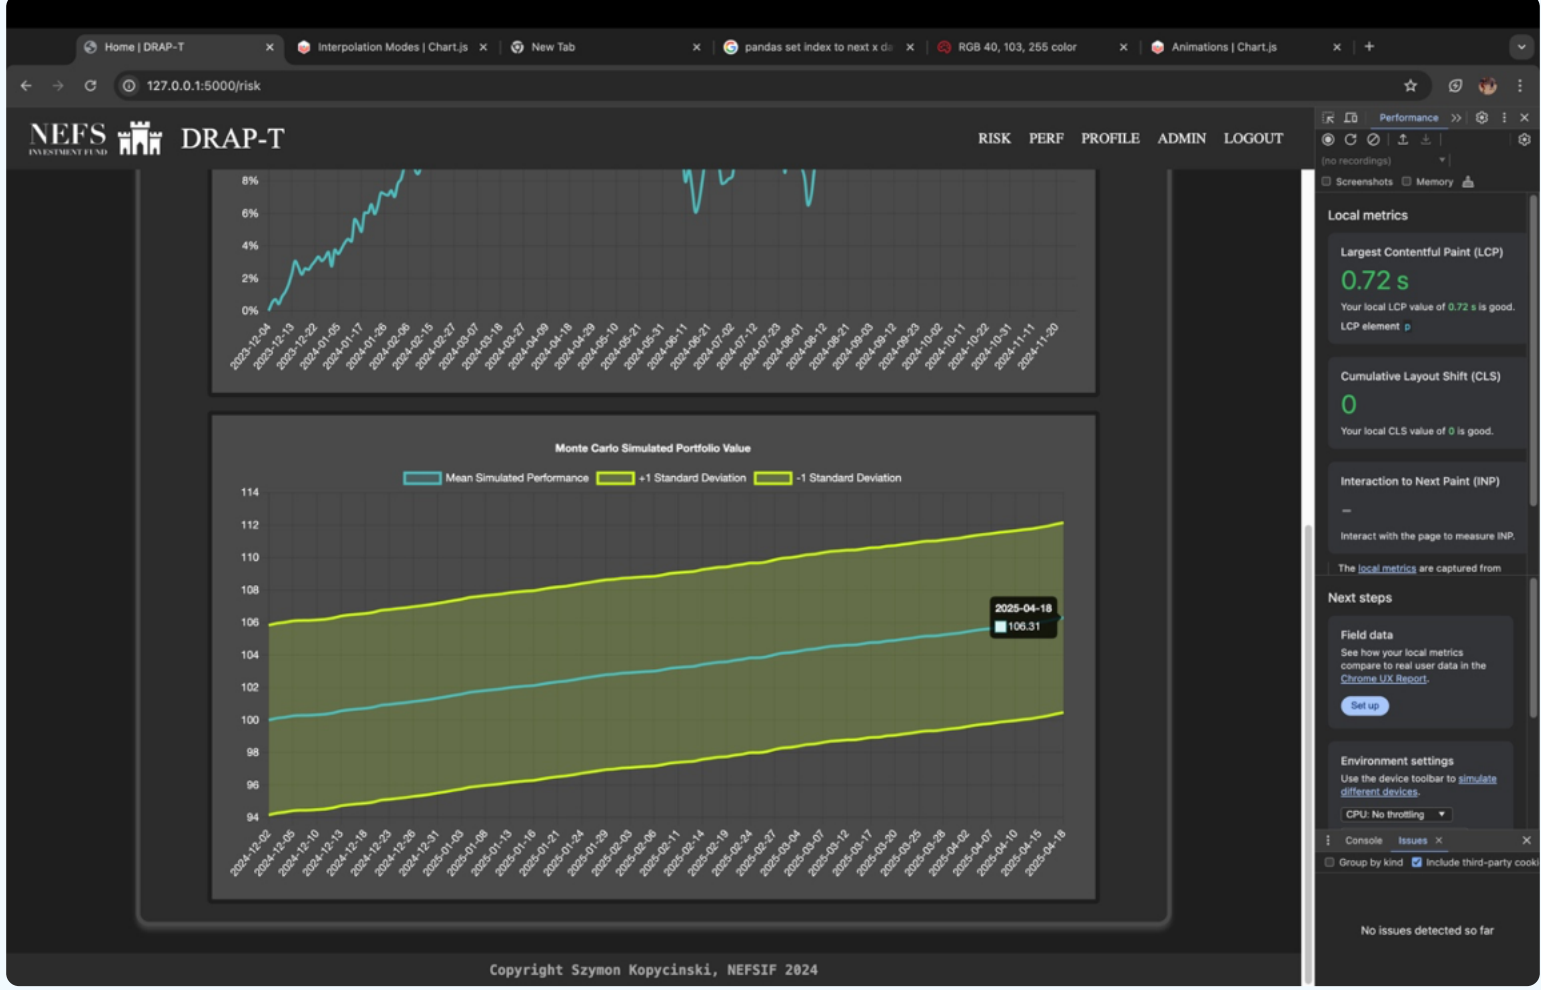 Home | DRAP-T
Interpolation Modes | Chart.js
New Tab
pandas set index to next x da
RGB 40, 103, 255 color
Animations | Chart.js
127.0.0.1:5000/risk
NEFS
INVESTMENT FUND
DRAP-T
RISK PERF PROFILE ADMIN LOGOUT
8%
6%
4%
2%
0%
2023-12-04
2023-12-13
2023-12-22
2024-01-05
2024-01-17
2024-01-26
2024-02-06
2024-02-15
2024-02-27
2024-03-07
2024-03-18
2024-03-27
2024-04-09
2024-04-18
2024-04-29
2024-05-10
2024-05-21
2024-05-31
2024-06-11
2024-06-21
2024-07-02
2024-07-12
2024-07-23
2024-08-01
2024-08-12
2024-08-21
2024-09-03
2024-09-12
2024-09-23
2024-10-02
2024-10-11
2024-10-22
2024-10-31
2024-11-11
2024-11-20
Monte Carlo Simulated Portfolio Value
Mean Simulated Performance +1 Standard Deviation -1 Standard Deviation
114
112
110
108
106
104
102
100
98
96
94
2025-04-18
106.31
2024-12-02
2024-12-05
2024-12-10
2024-12-13
2024-12-18
2024-12-23
2024-12-26
2024-12-31
2025-01-03
2025-01-08
2025-01-13
2025-01-16
2025-01-21
2025-01-24
2025-01-29
2025-02-03
2025-02-06
2025-02-11
2025-02-14
2025-02-19
2025-02-24
2025-02-27
2025-03-04
2025-03-07
2025-03-12
2025-03-17
2025-03-20
2025-03-25
2025-03-28
2025-04-02
2025-04-07
2025-04-10
2025-04-15
2025-04-18
Copyright Szymon Kopycinski, NEFSIF 2024
Performance
(no recordings)
Screenshots Memory
Local metrics
Largest Contentful Paint (LCP)
0.72 s
Your local LCP value of 0.72 s is good.
LCP element p
Cumulative Layout Shift (CLS)
0
Your local CLS value of 0 is good.
Interaction to Next Paint (INP)
–
Interact with the page to measure INP.
The local metrics are captured from
Next steps
Field data
See how your local metrics
compare to real user data in the
Chrome UX Report.
Set up
Environment settings
Use the device toolbar to simulate
different devices.
CPU: No throttling
Console Issues
Group by kind Include third-party cooki
No issues detected so far